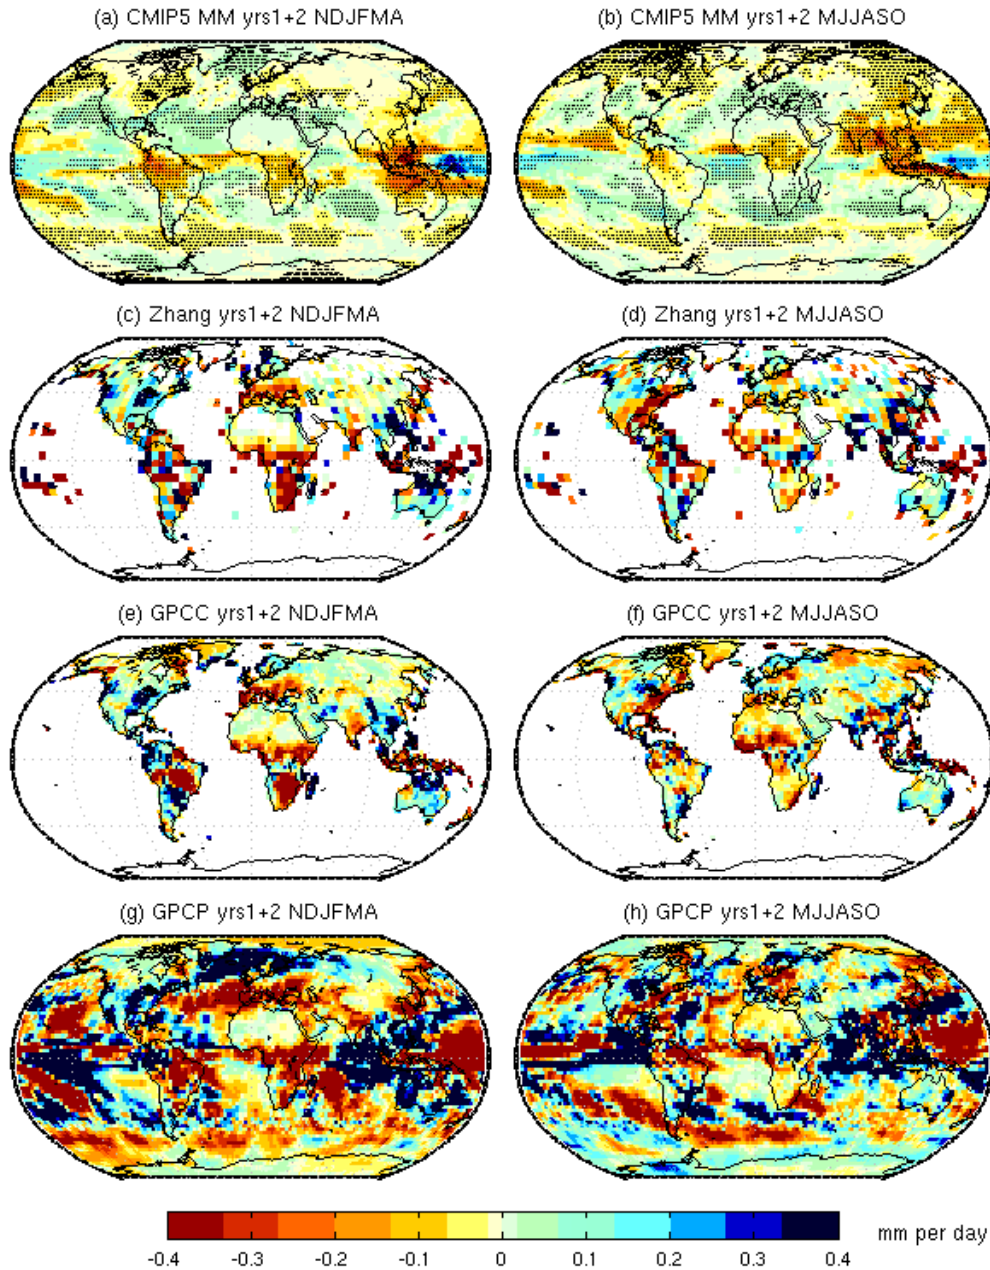 (a) CMIP5 MM yrs1+2 NDJFMA
(b) CMIP5 MM yrs1+2 MJJASO
(c) Zhang yrs1+2 NDJFMA
(d) Zhang yrs1+2 MJJASO
(e) GPCC yrs1+2 NDJFMA
(f) GPCC yrs1+2 MJJASO
(g) GPCP yrs1+2 NDJFMA
(h) GPCP yrs1+2 MJJASO
-0.4 -0.3 -0.2 -0.1 0 0.1 0.2 0.3 0.4 mm per day